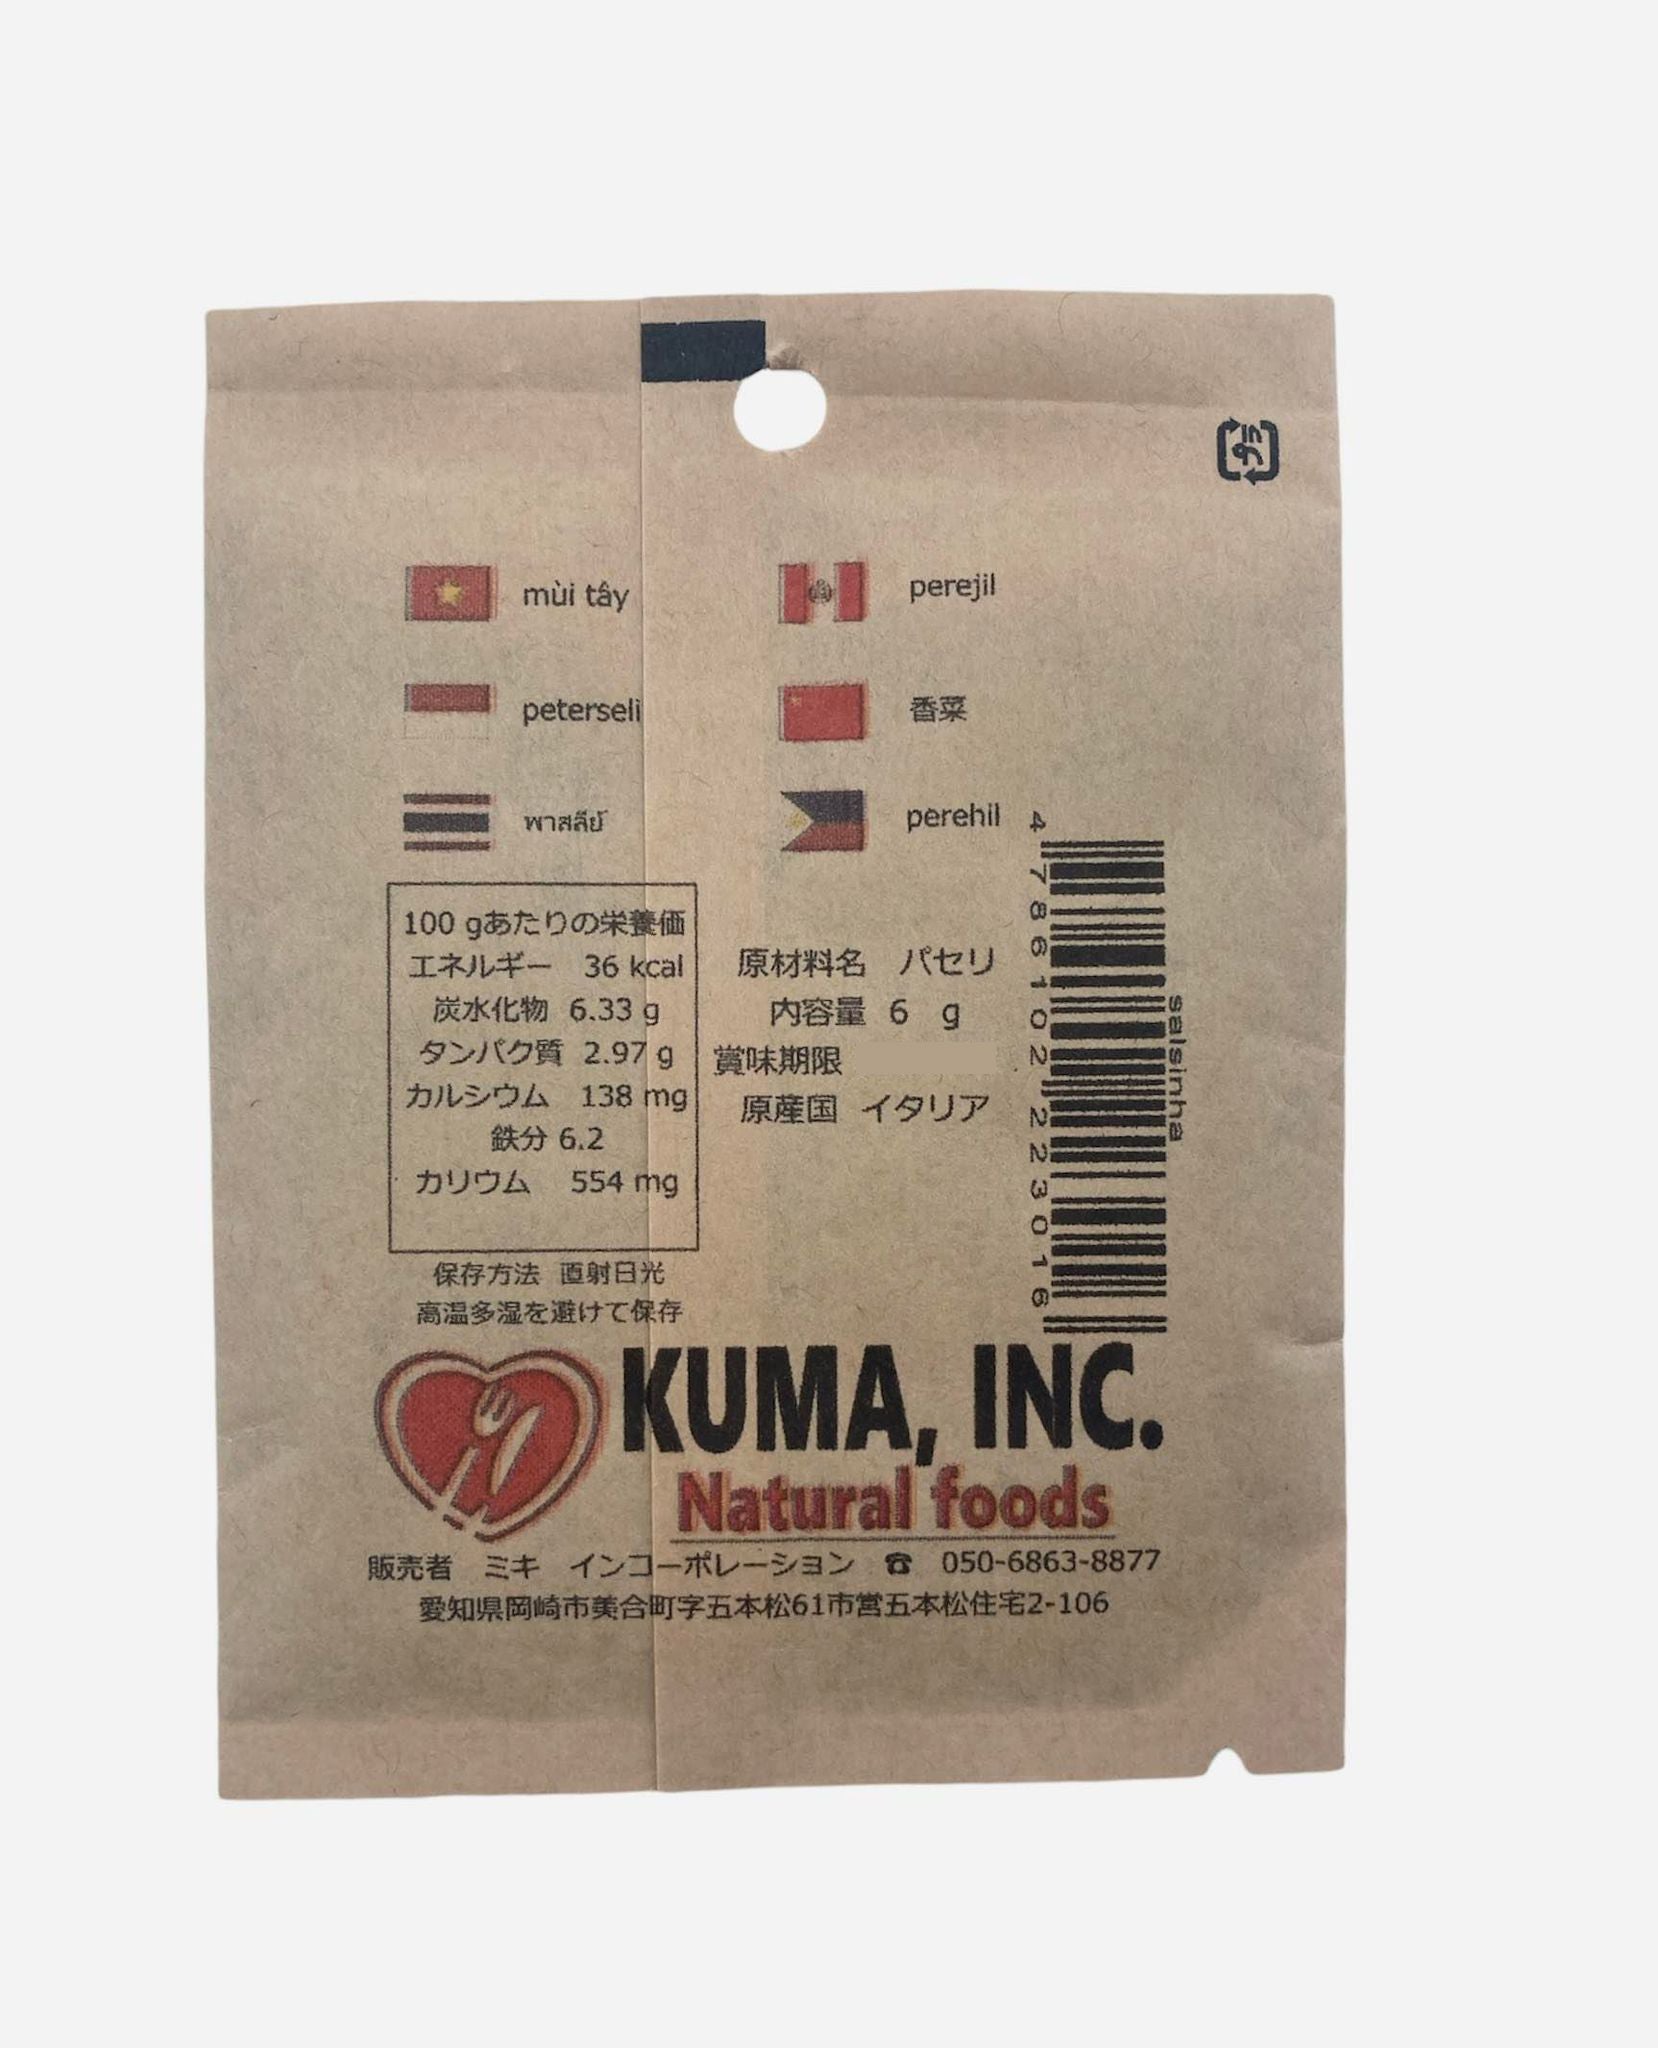 プラ
mùi tây
perejil
peterseli
香菜
พาสลีย์
perehil
100 gあたりの栄養価
エネルギー 36 kcal
炭水化物 6.33 g
タンパク質 2.97 g
カルシウム 138 mg
鉄分 6.2
カリウム 554 mg
原材料名 パセリ
内容量 6 g
賞味期限
原産国 イタリア
4786102223016
salsinha
保存方法 直射日光
高温多湿を避けて保存
KUMA, INC.
Natural foods
販売者 ミキ インコーポレーション ☎ 050-6863-8877
愛知県岡崎市美合町字五本松61市営五本松住宅2-106